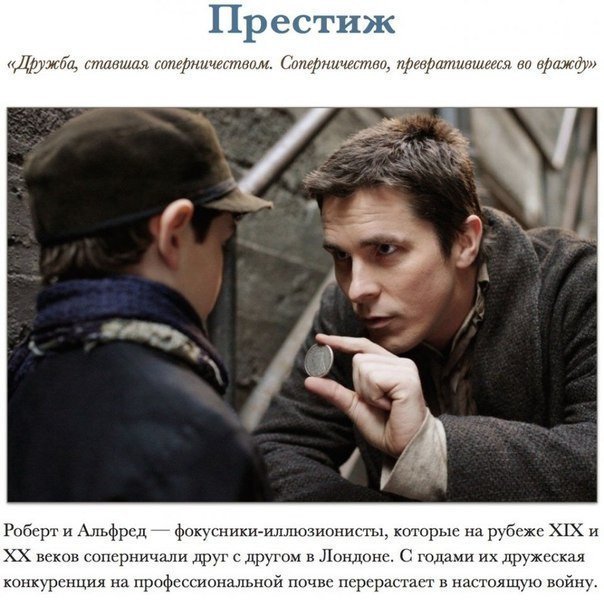 Престиж
«Дружба, ставшая соперничеством. Соперничество, превратившееся во вражду»
Роберт и Альфред — фокусники-иллюзионисты, которые на рубеже XIX и
XX веков соперничали друг с другом в Лондоне. С годами их дружеская
конкуренция на профессиональной почве перерастает в настоящую войну.